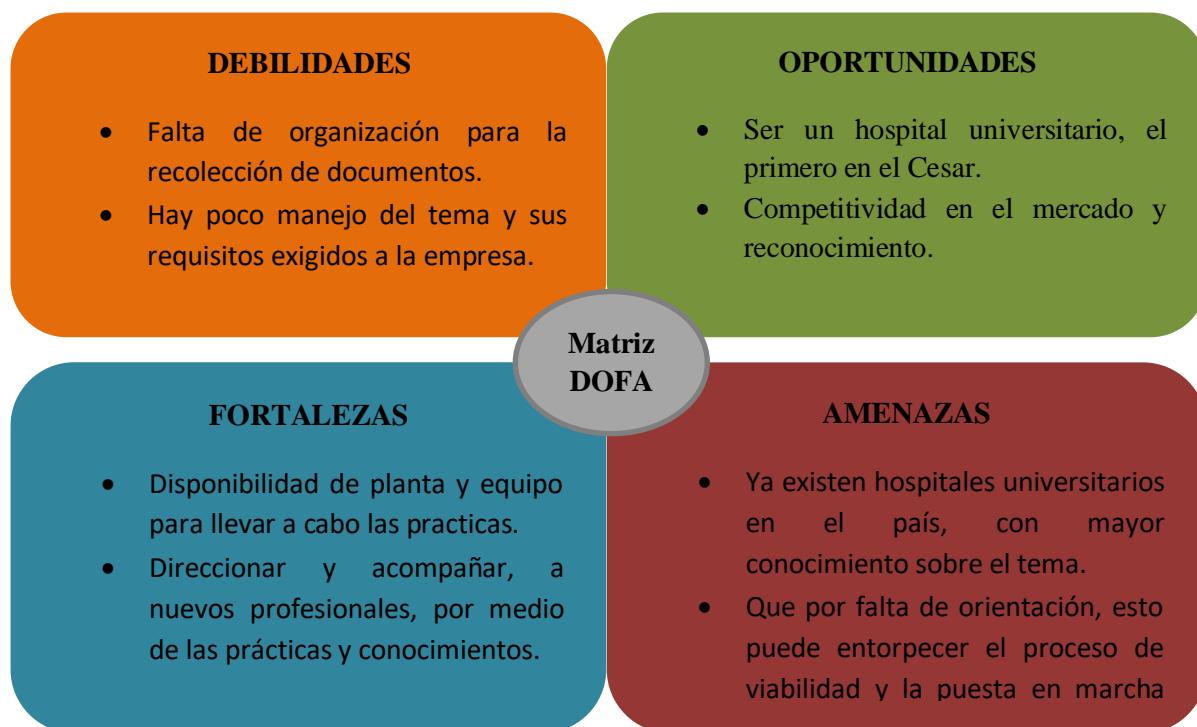 DEBILIDADES
• Falta de organización para la
recolección de documentos.
• Hay poco manejo del tema y sus
requisitos exigidos a la empresa.
OPORTUNIDADES
• Ser un hospital universitario, el
primero en el Cesar.
• Competitividad en el mercado y
reconocimiento.
Matriz
DOFA
FORTALEZAS
• Disponibilidad de planta y equipo
para llevar a cabo las practicas.
• Direccionar y acompañar, a
nuevos profesionales, por medio
de las prácticas y conocimientos.
AMENAZAS
• Ya existen hospitales universitarios
en el país, con mayor
conocimiento sobre el tema.
• Que por falta de orientación, esto
puede entorpecer el proceso de
viabilidad y la puesta en marcha